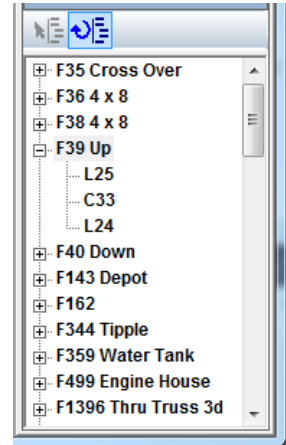 F35 Cross Over
F36 4 x 8
F38 4 x 8
F39 Up
L25
C33
L24
F40 Down
F143 Depot
F162
F344 Tipple
F359 Water Tank
F499 Engine House
F1396 Thru Truss 3d